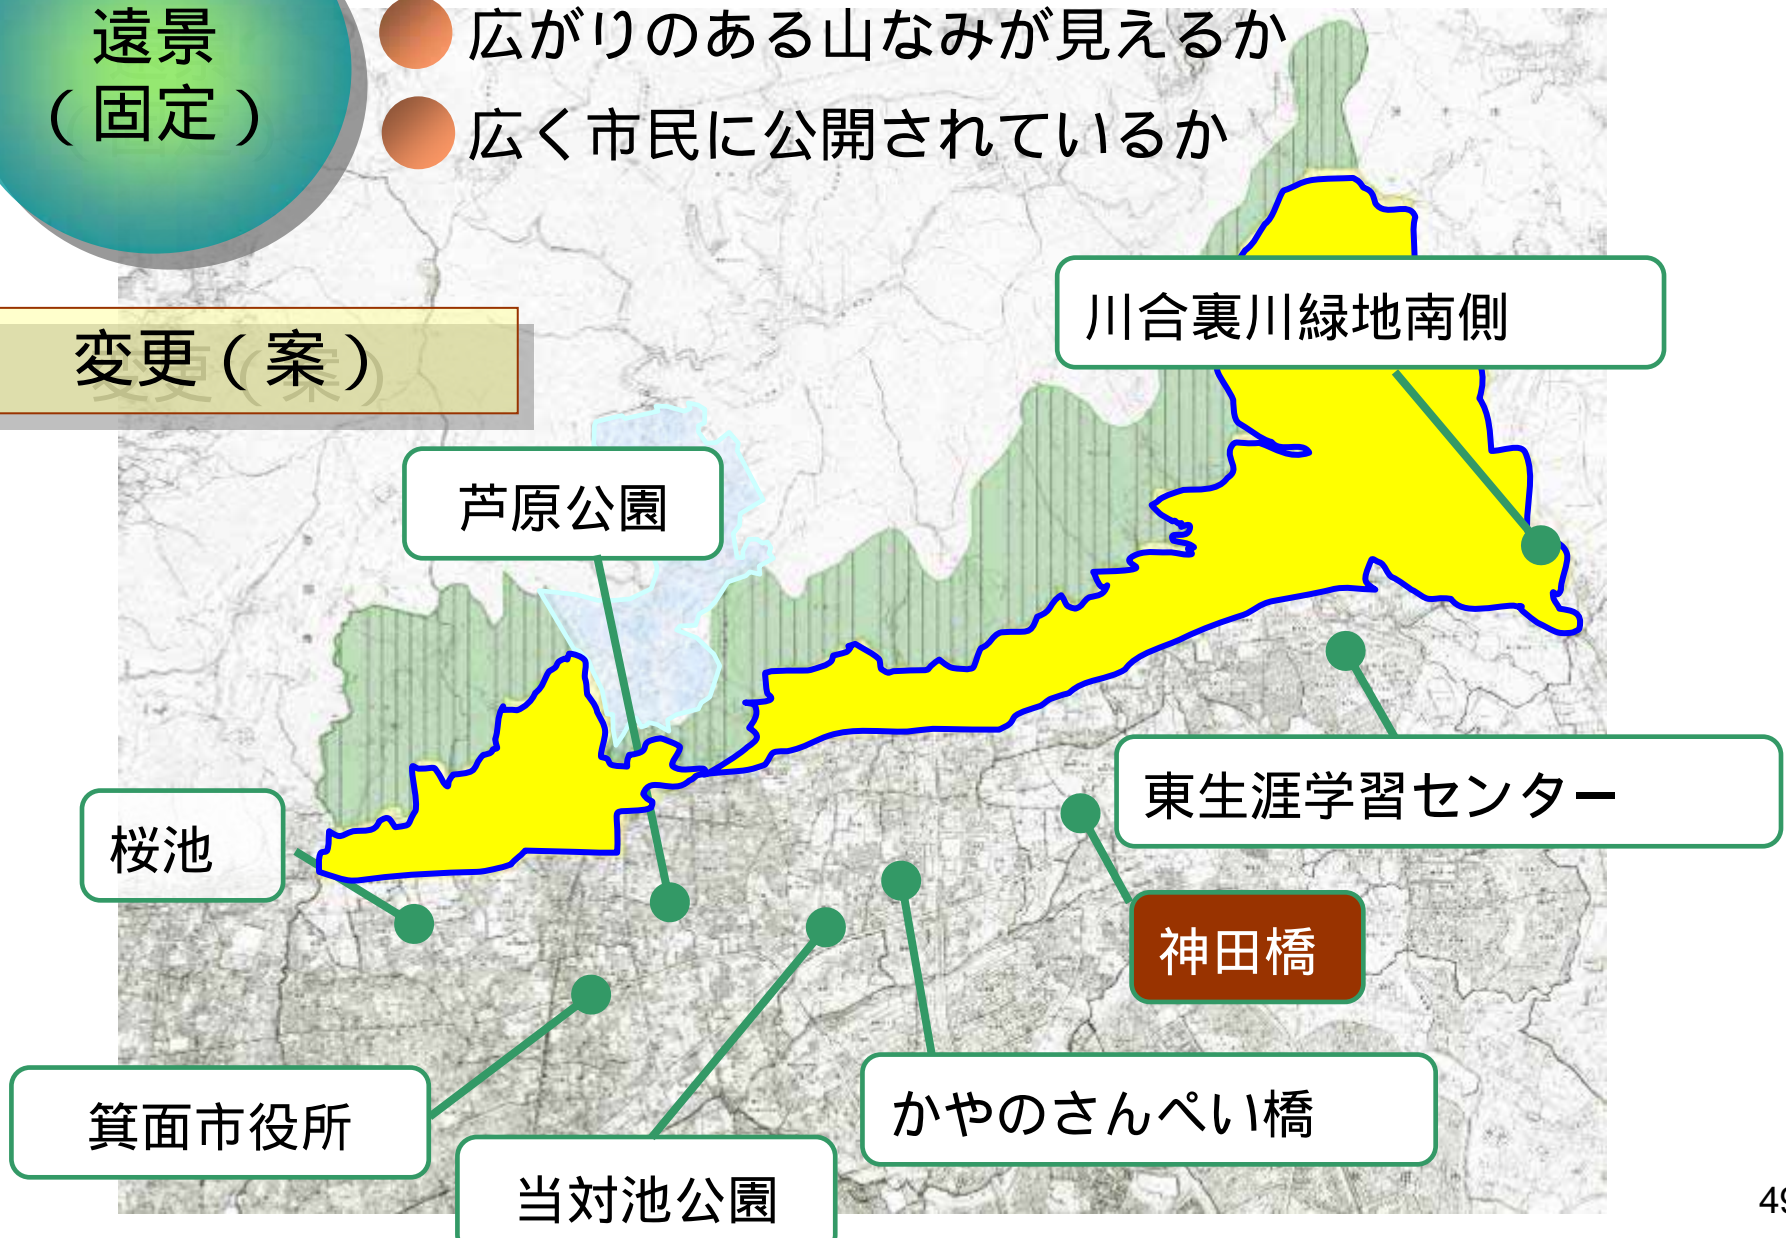 遠景
（固定）
広がりのある山なみが見えるか
広く市民に公開されているか
変更（案）
川合裏川緑地南側
芦原公園
東生涯学習センター
桜池
神田橋
かやのさんぺい橋
箕面市役所
当対池公園
49